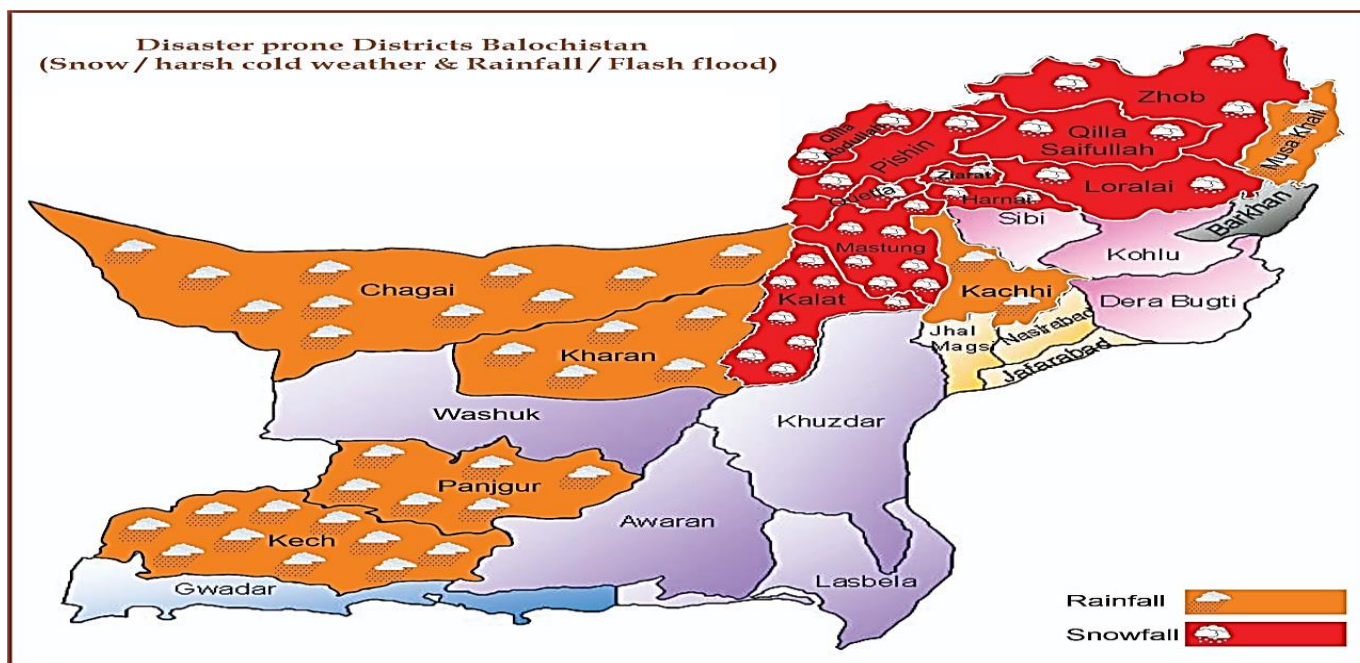 Disaster prone Districts Balochistan
(Snow / harsh cold weather & Rainfall / Flash flood)
Zhob
Qilla
Abdullah
Pishin
Qilla
Saifullah
Musa Khail
Ziarat
Quetta
Harnai
Loralai
Barkhan
Sibi
Mastung
Kohlu
Chagai
Kalat
Kachhi
Dera Bugti
Jhal
Mags
Nasirabad
Jafarabad
Kharan
Washuk
Khuzdar
Panjgur
Awaran
Kech
Gwadar
Lasbela
Rainfall
Snowfall